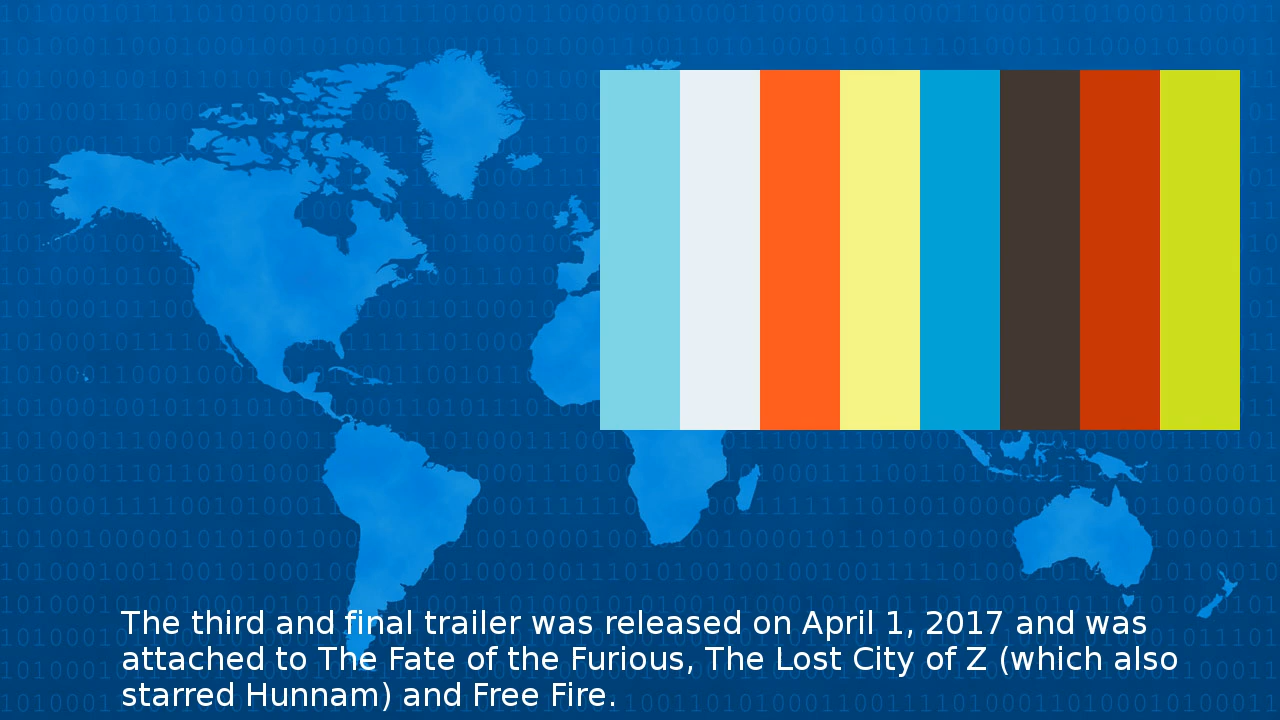 The third and final trailer was released on April 1, 2017 and was
attached to The Fate of the Furious, The Lost City of Z (which also
starred Hunnam) and Free Fire.